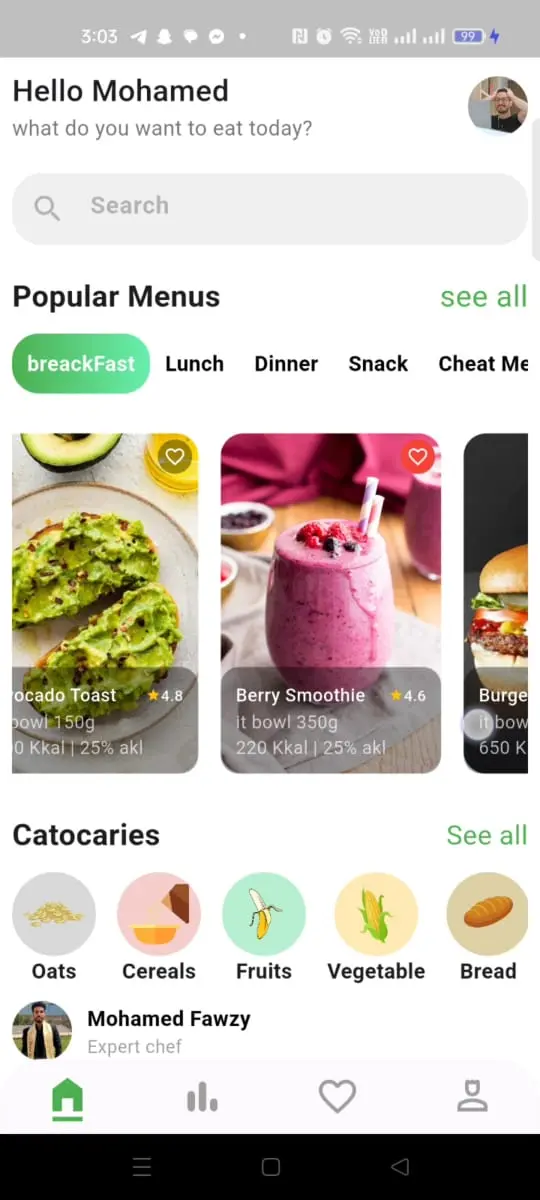 3:03
99
Hello Mohamed
what do you want to eat today?
Search
Popular Menus see all
breackFast Lunch Dinner Snack Cheat Me
ocado Toast 4.8
bowl 150g
0 Kkal | 25% akl
Berry Smoothie 4.6
it bowl 350g
220 Kkal | 25% akl
Burge
it bow
650 K
Catocaries See all
Oats Cereals Fruits Vegetable Bread
Mohamed Fawzy
Expert chef